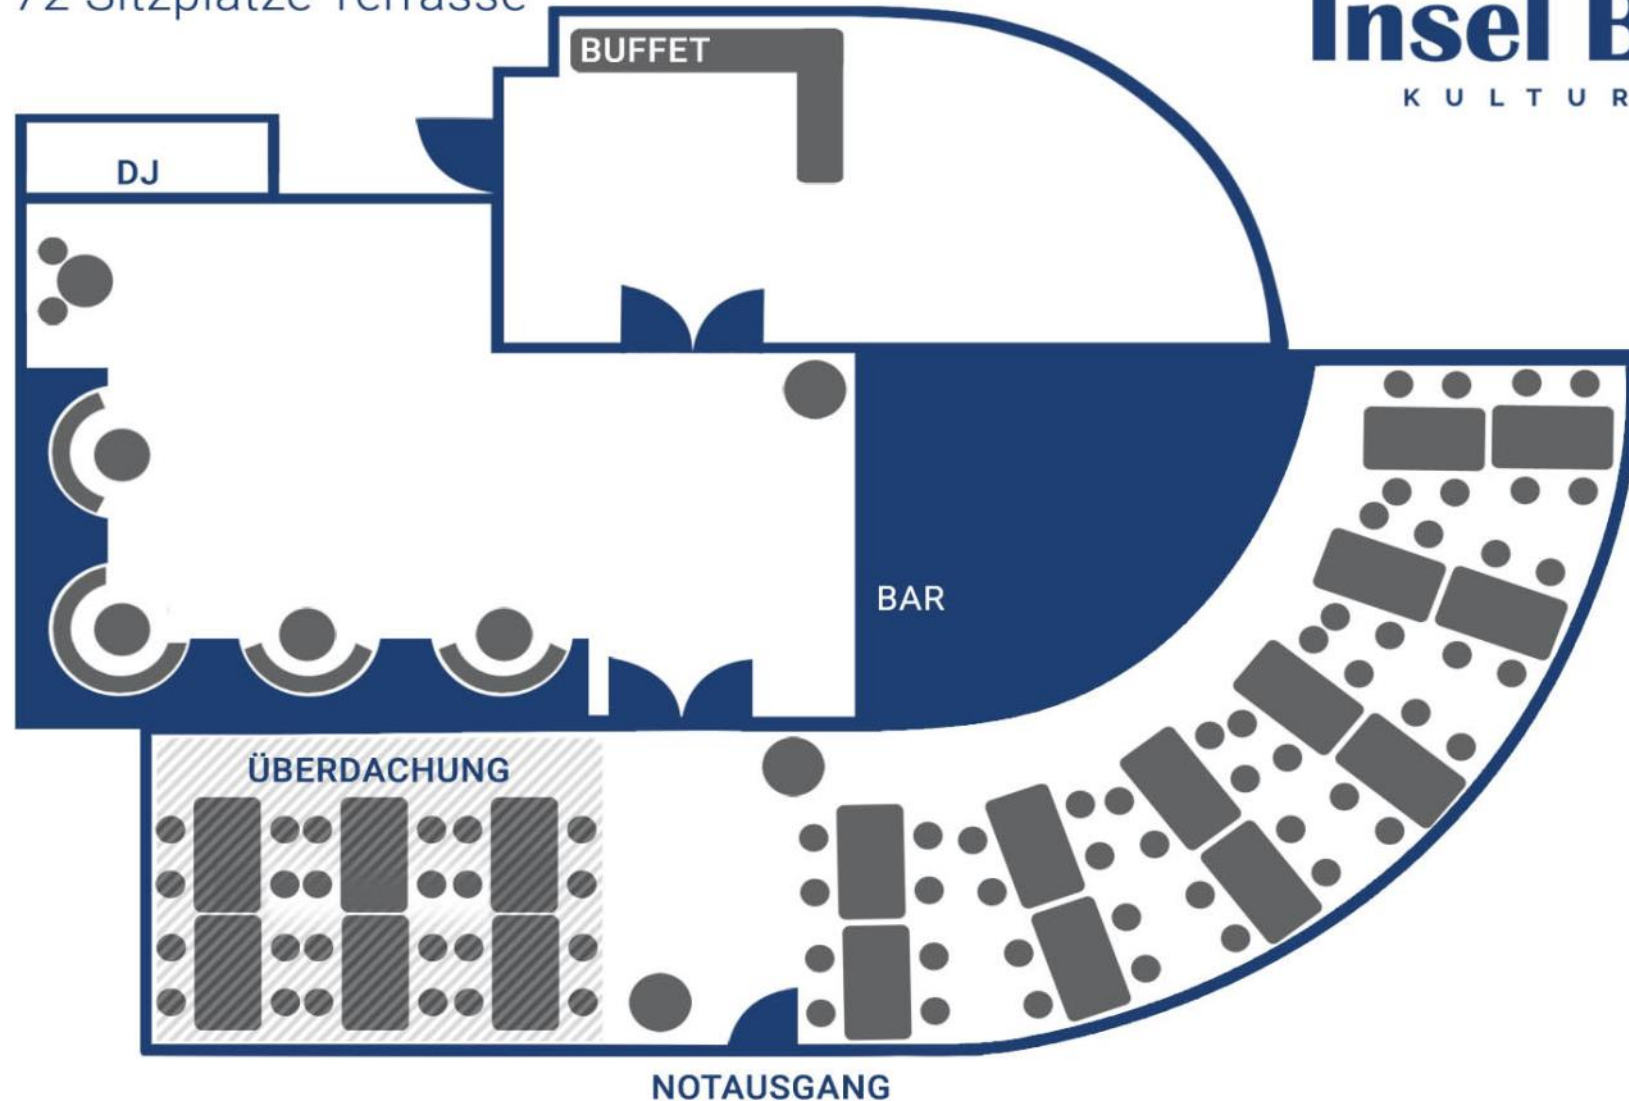 72 Sitzplätze Terrasse
Insel B
KULTUR
BUFFET
DJ
BAR
ÜBERDACHUNG
NOTAUSGANG